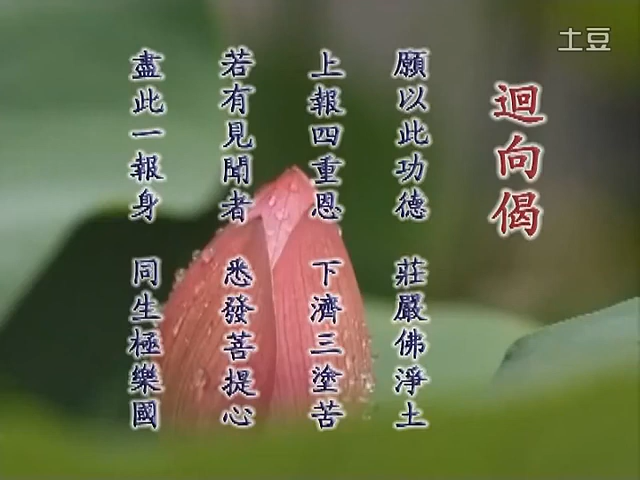 土豆
迴向偈
願以此功德 莊嚴佛淨土
上報四重恩 下濟三塗苦
若有見聞者 悉發菩提心
盡此一報身 同生極樂國